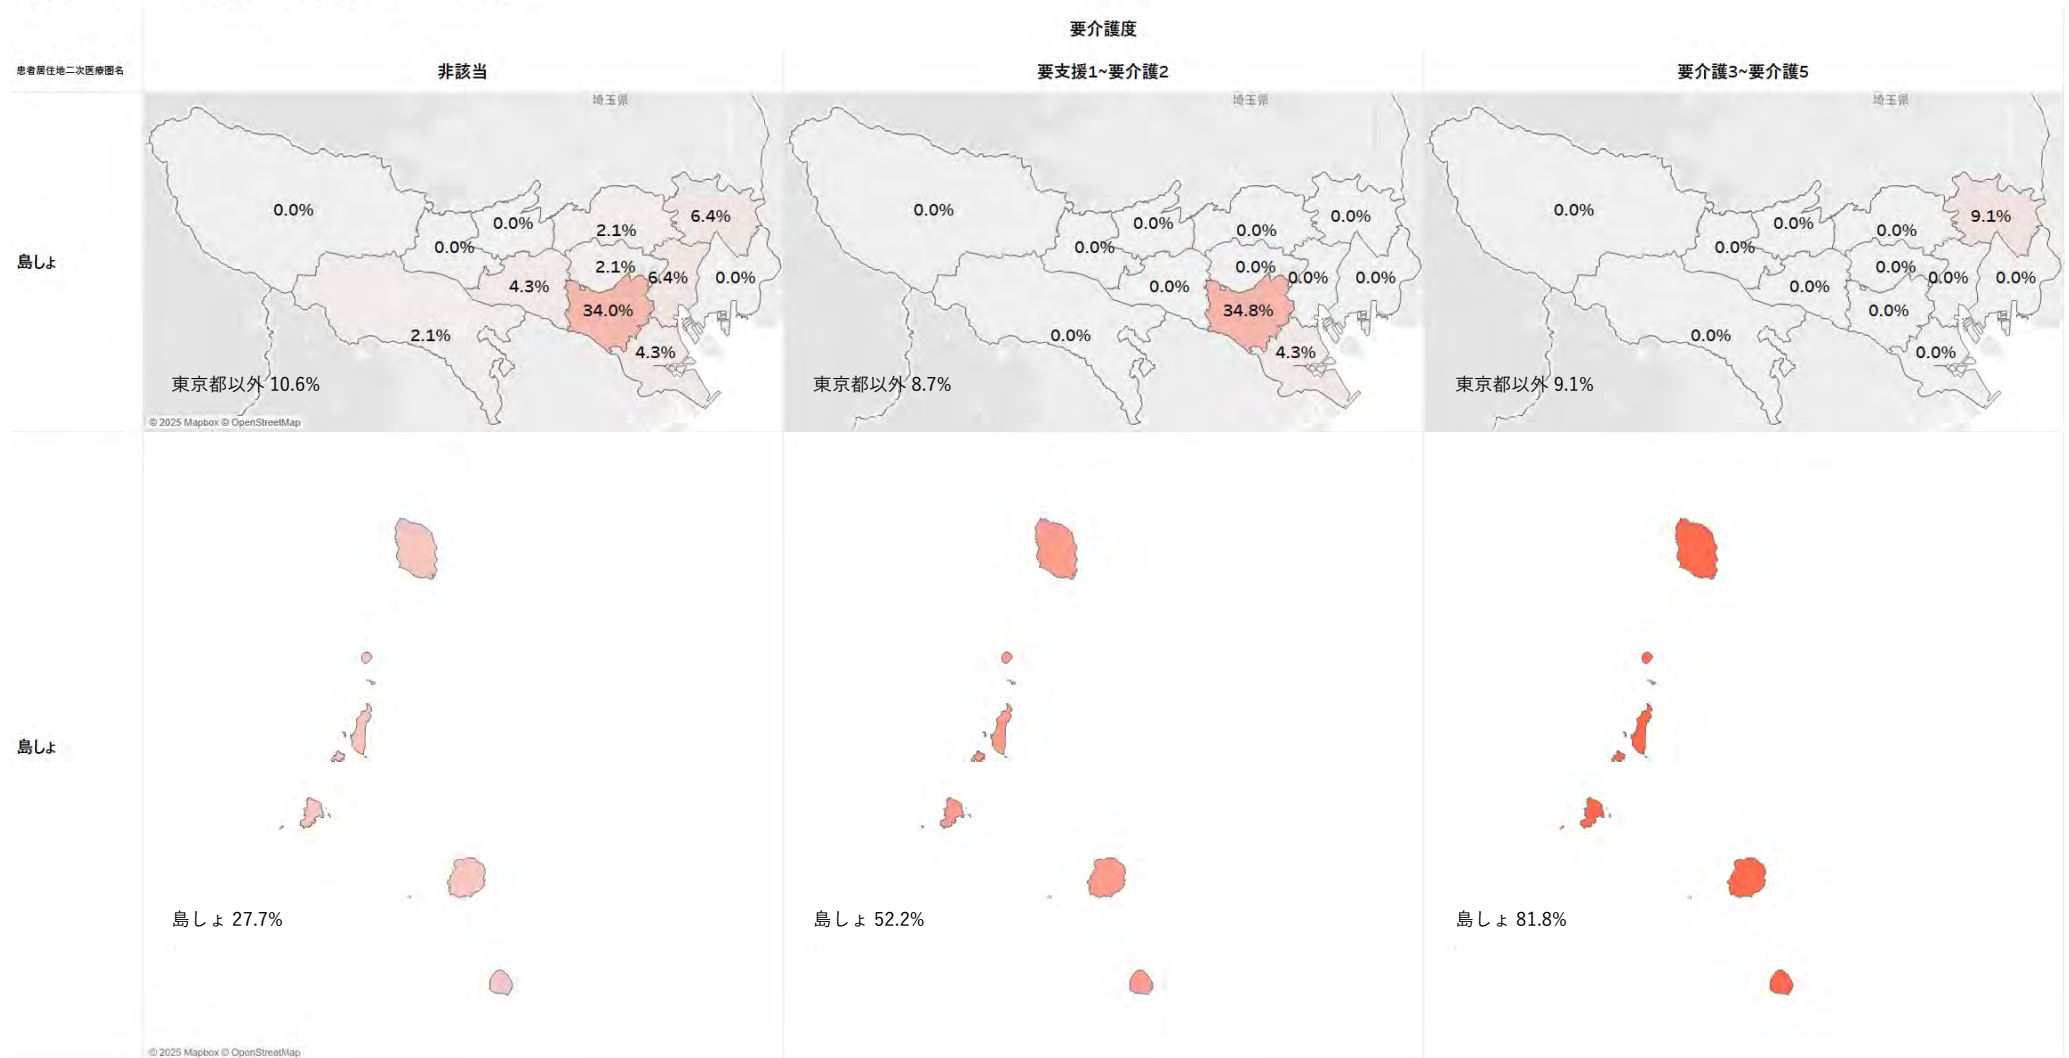 要介護度
患者居住地二次医療圏名
非該当
要支援1~要介護2
要介護3~要介護5
島しょ
埼玉県
0.0%
0.0%
0.0%
2.1%
6.4%
2.1%
6.4%
0.0%
4.3%
34.0%
2.1%
4.3%
東京都以外 10.6%
© 2025 Mapbox © OpenStreetMap
埼玉県
0.0%
0.0%
0.0%
0.0%
0.0%
0.0%
0.0%
0.0%
0.0%
34.8%
0.0%
4.3%
東京都以外 8.7%
埼玉県
0.0%
0.0%
0.0%
0.0%
9.1%
0.0%
0.0%
0.0%
0.0%
0.0%
0.0%
0.0%
東京都以外 9.1%
島しょ
島しょ 27.7%
島しょ 52.2%
島しょ 81.8%
© 2025 Mapbox © OpenStreetMap